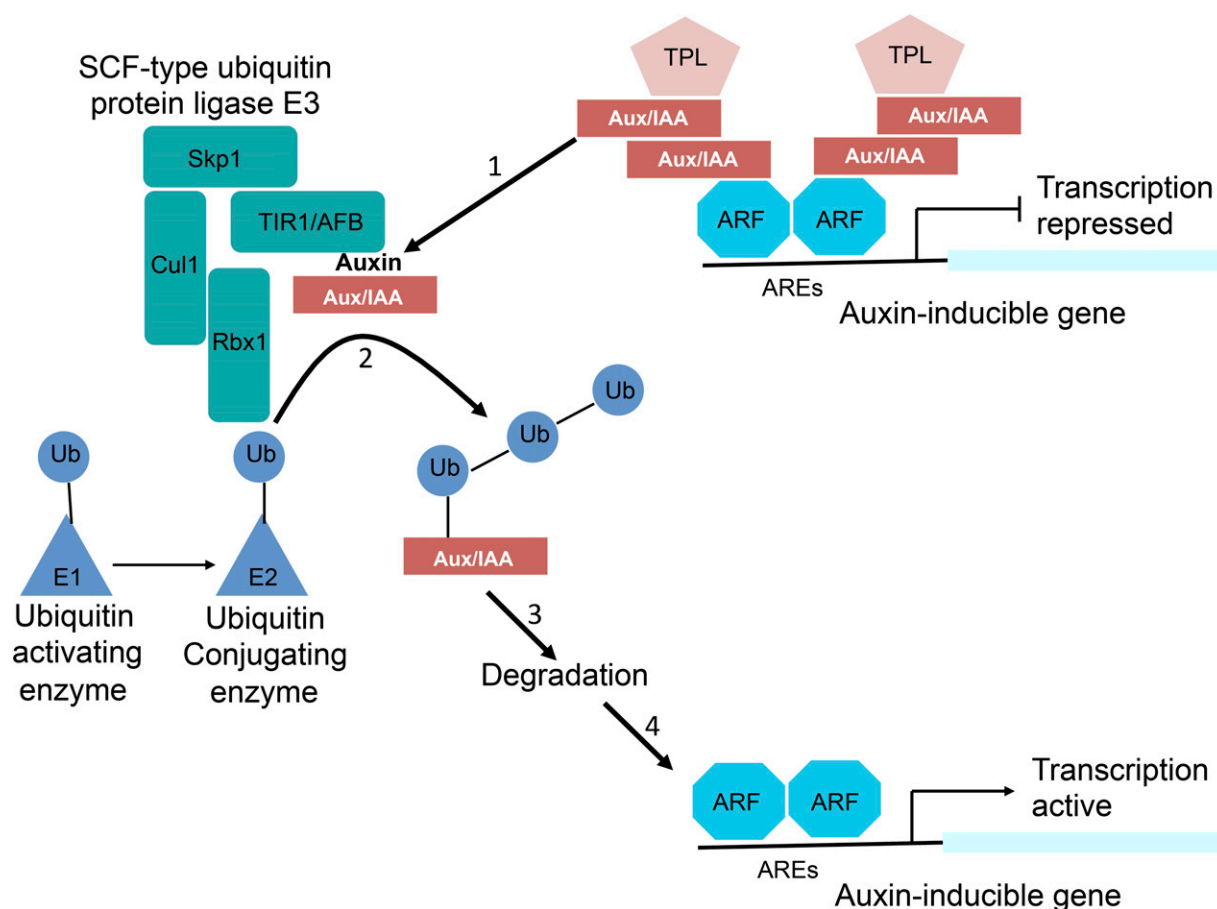 SCF-type ubiquitin
protein ligase E3
Skp1
TIR1/AFB
Cul1
Rbx1
Auxin
Aux/IAA
1
TPL
TPL
Aux/IAA
Aux/IAA
Aux/IAA
Aux/IAA
ARF
ARF
Transcription
repressed
AREs
Auxin-inducible gene
2
Ub
Ub
Ub
Ub
Ub
E1
E2
Ubiquitin
activating
enzyme
Ubiquitin
Conjugating
enzyme
Aux/IAA
3
Degradation
4
ARF
ARF
Transcription
active
AREs
Auxin-inducible gene